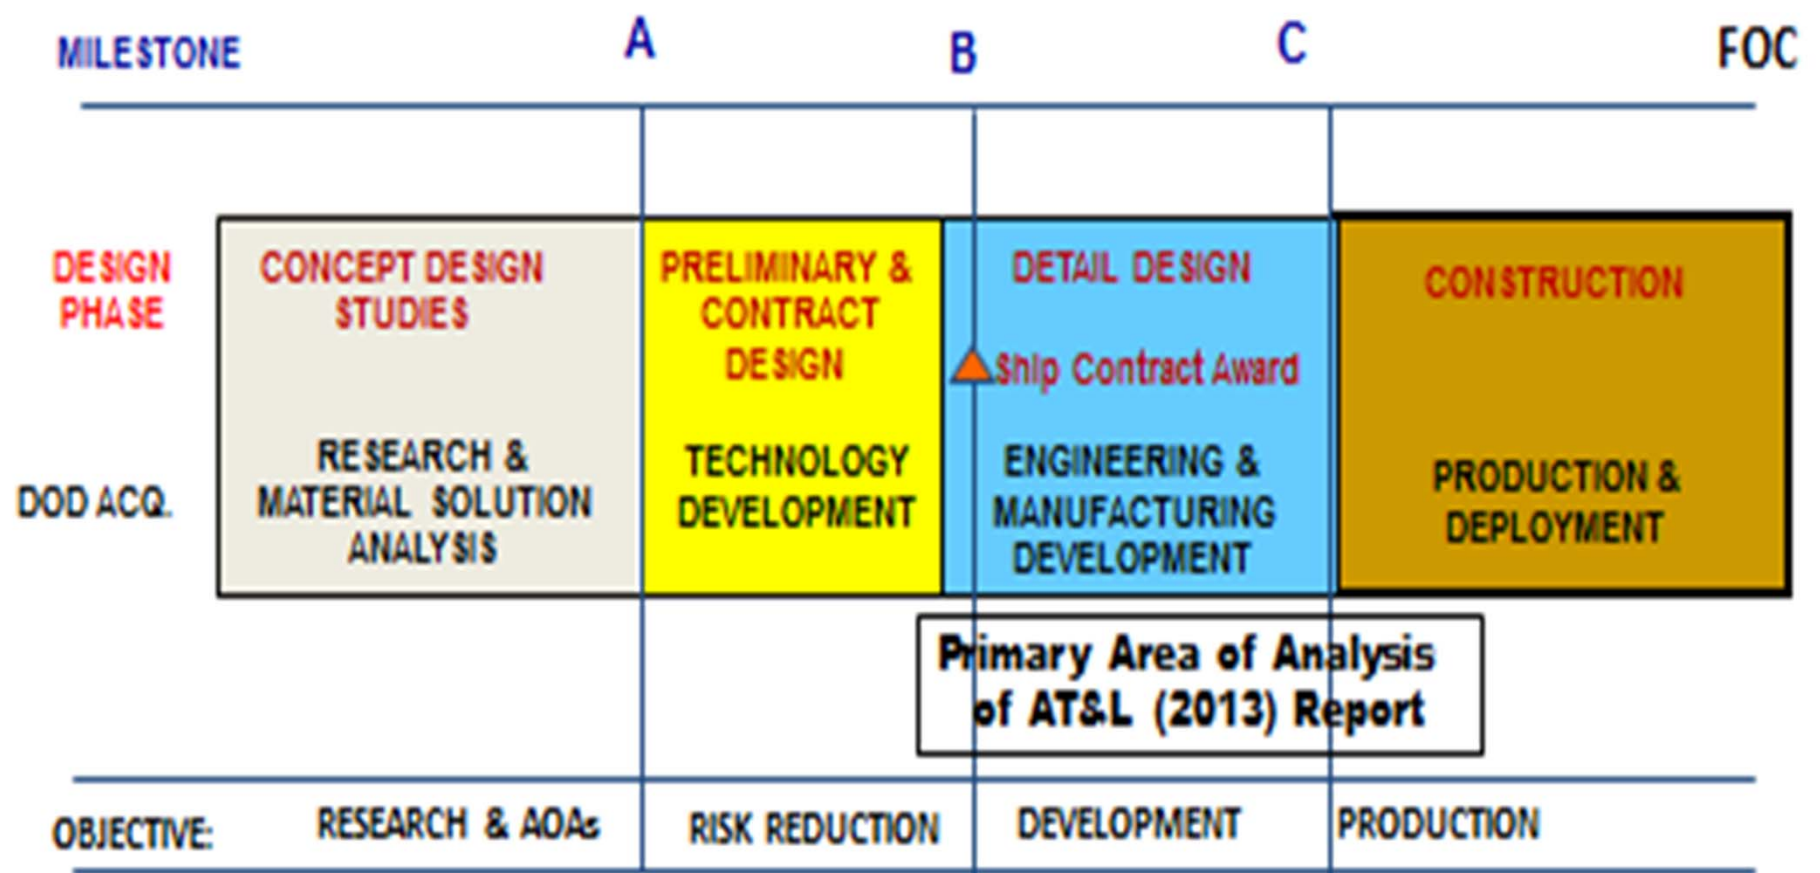 MILESTONE A B C FOC
DESIGN
PHASE
CONCEPT DESIGN
STUDIES
PRELIMINARY &
CONTRACT
DESIGN
DETAIL DESIGN
Ship Contract Award
CONSTRUCTION
DOD ACQ.
RESEARCH &
MATERIAL SOLUTION
ANALYSIS
TECHNOLOGY
DEVELOPMENT
ENGINEERING &
MANUFACTURING
DEVELOPMENT
PRODUCTION &
DEPLOYMENT
Primary Area of Analysis
of AT&L (2013) Report
OBJECTIVE: RESEARCH & AOAs RISK REDUCTION DEVELOPMENT PRODUCTION